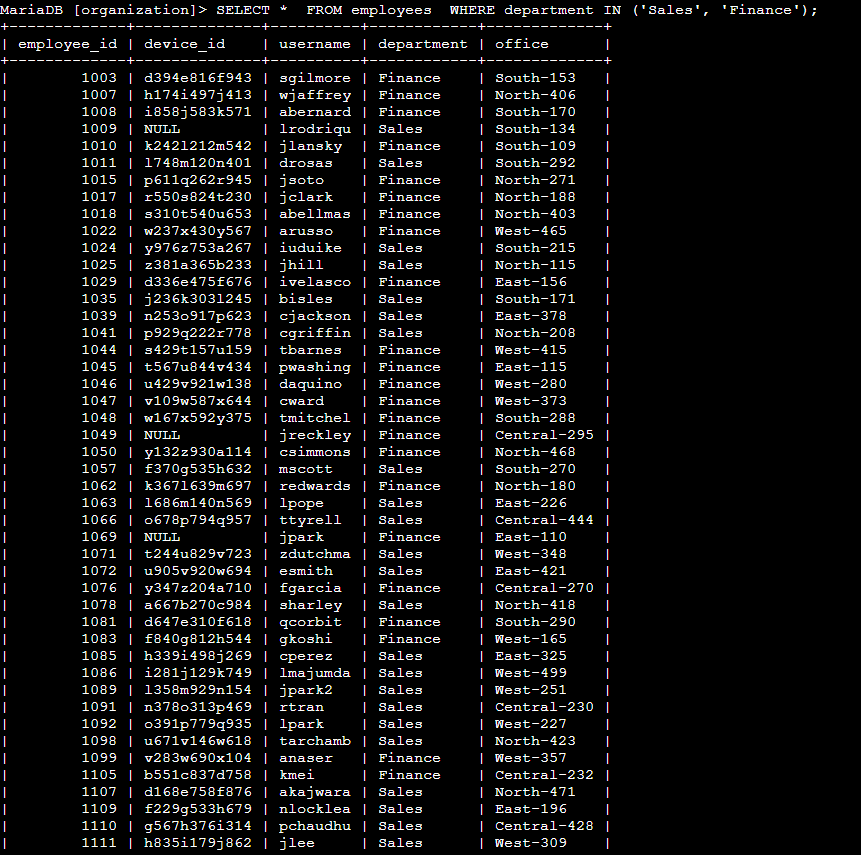 MariaDB [organization]> SELECT *  FROM employees  WHERE department IN ('Sales', 'Finance');
+-------------+--------------+----------+------------+-------------+
| employee_id | device_id    | username | department | office      |
+-------------+--------------+----------+------------+-------------+
|        1003 | d394e816f943 | sgilmore | Finance    | South-153   |
|        1007 | h174i497j413 | wjaffrey | Finance    | North-406   |
|        1008 | i858j583k571 | abernard | Finance    | South-170   |
|        1009 | NULL         | lrodriqu | Sales      | South-134   |
|        1010 | k242l212m542 | jlansky  | Finance    | South-109   |
|        1011 | l748m120n401 | drosas   | Sales      | South-292   |
|        1015 | p611q262r945 | jsoto    | Finance    | North-271   |
|        1017 | r550s824t230 | jclark   | Finance    | North-188   |
|        1018 | s310t540u653 | abellmas | Finance    | North-403   |
|        1022 | w237x430y567 | arusso   | Finance    | West-465    |
|        1024 | y976z753a267 | iuduike  | Sales      | South-215   |
|        1025 | z381a365b233 | jhill    | Sales      | North-115   |
|        1029 | d336e475f676 | ivelasco | Finance    | East-156    |
|        1035 | j236k303l245 | bisles   | Sales      | South-171   |
|        1039 | n253o917p623 | cjackson | Sales      | East-378    |
|        1041 | p929q222r778 | cgriffin | Sales      | North-208   |
|        1044 | s429t157u159 | tbarnes  | Finance    | West-415    |
|        1045 | t567u844v434 | pwashing | Finance    | East-115    |
|        1046 | u429v921w138 | daquino  | Finance    | West-280    |
|        1047 | v109w587x644 | cward    | Finance    | West-373    |
|        1048 | w167x592y375 | tmitchel | Finance    | South-288   |
|        1049 | NULL         | jreckley | Finance    | Central-295 |
|        1050 | y132z930a114 | csimmons | Finance    | North-468   |
|        1057 | f370g535h632 | mscott   | Sales      | South-270   |
|        1062 | k367l639m697 | redwards | Finance    | North-180   |
|        1063 | l686m140n569 | lpope    | Sales      | East-226    |
|        1066 | o678p794q957 | ttyrell  | Sales      | Central-444 |
|        1069 | NULL         | jpark    | Finance    | East-110    |
|        1071 | t244u829v723 | zdutchma | Sales      | West-348    |
|        1072 | u905v920w694 | esmith   | Sales      | East-421    |
|        1076 | y347z204a710 | fgarcia  | Finance    | Central-270 |
|        1078 | a667b270c984 | sharley  | Sales      | North-418   |
|        1081 | d647e310f618 | qcorbit  | Finance    | South-290   |
|        1083 | f840g812h544 | gkoshi   | Finance    | West-165    |
|        1085 | h339i498j269 | cperez   | Sales      | East-325    |
|        1086 | i281j129k749 | lmajumda | Sales      | West-499    |
|        1089 | l358m929n154 | jpark2   | Sales      | West-251    |
|        1091 | n378o313p469 | rtran    | Sales      | Central-230 |
|        1092 | o391p779q935 | lpark    | Sales      | West-227    |
|        1098 | u671v146w618 | tarchamb | Sales      | North-423   |
|        1099 | v283w690x104 | anaser   | Finance    | West-357    |
|        1105 | b551c837d758 | kmei     | Finance    | Central-232 |
|        1107 | d168e758f876 | akajwara | Sales      | North-471   |
|        1109 | f229g533h679 | nlocklea | Sales      | East-196    |
|        1110 | g567h376i314 | pchaudhu | Sales      | Central-428 |
|        1111 | h835i179j862 | jlee     | Sales      | West-309    |